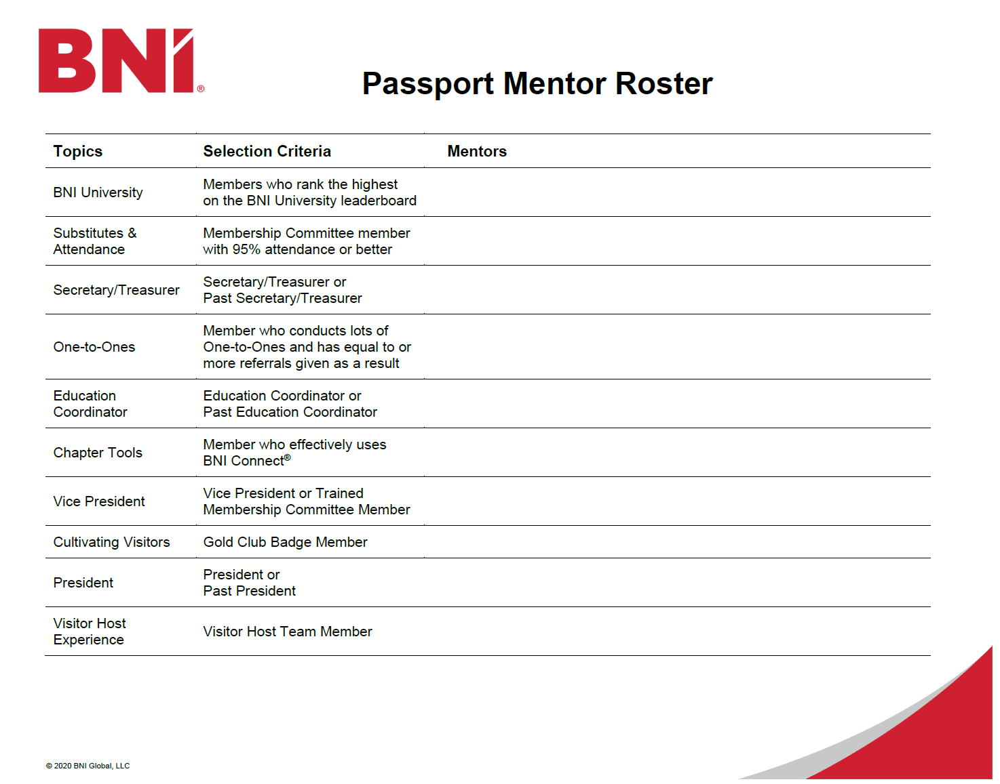 BNI®
Passport Mentor Roster
Topics Selection Criteria Mentors
BNI University
Members who rank the highest
on the BNI University leaderboard
Substitutes &
Attendance
Membership Committee member
with 95% attendance or better
Secretary/Treasurer
Secretary/Treasurer or
Past Secretary/Treasurer
One-to-Ones
Member who conducts lots of
One-to-Ones and has equal to or
more referrals given as a result
Education
Coordinator
Education Coordinator or
Past Education Coordinator
Chapter Tools
Member who effectively uses
BNI Connect®
Vice President
Vice President or Trained
Membership Committee Member
Cultivating Visitors
Gold Club Badge Member
President
President or
Past President
Visitor Host
Experience
Visitor Host Team Member
© 2020 BNI Global, LLC